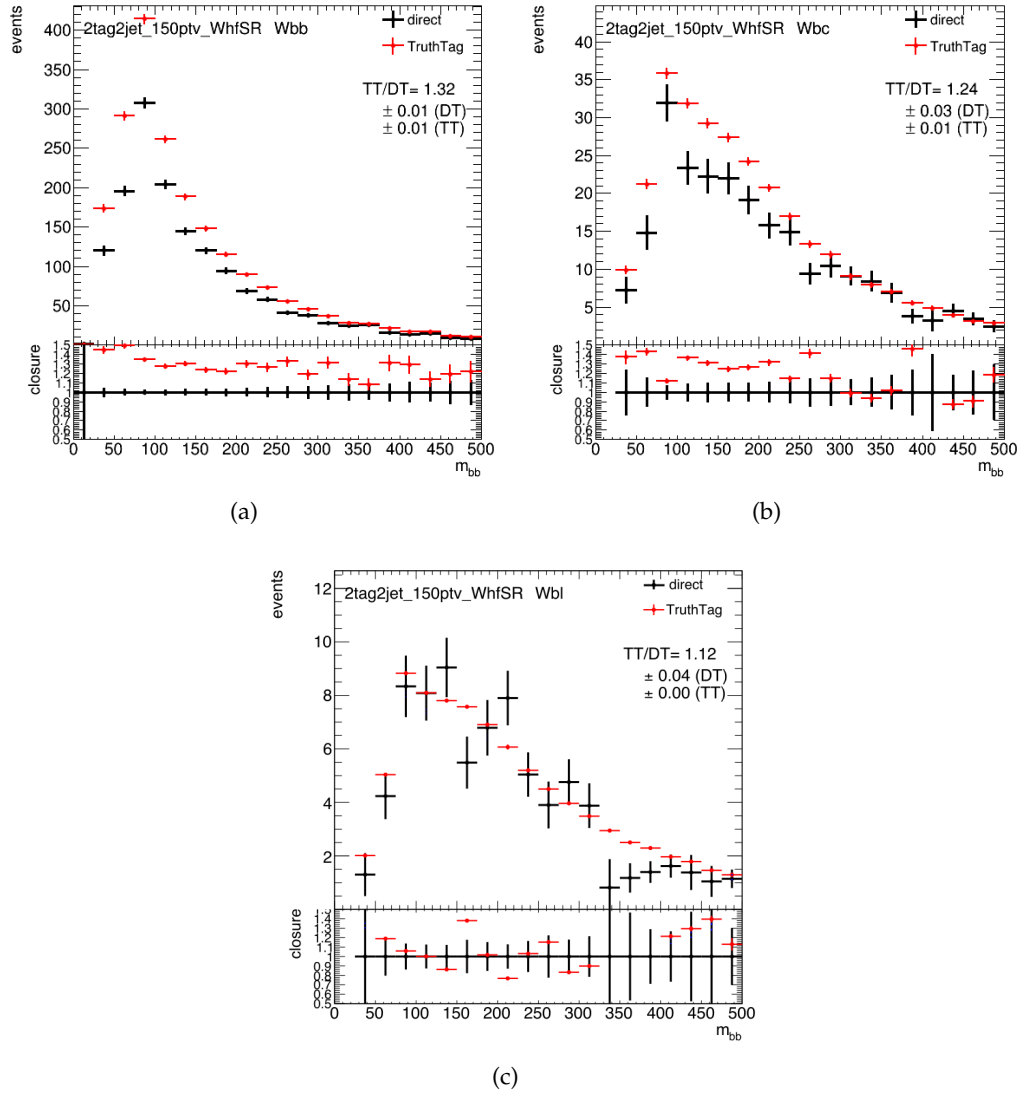 events
2tag2jet_150ptv_WhfSR Wbb
direct
TruthTag
TT/DT= 1.32
± 0.01 (DT)
± 0.01 (TT)
400
350
300
250
200
150
100
50
closure
1.5
1.4
1.3
1.2
1.1
1
0.9
0.8
0.7
0.6
0.5
0 50 100 150 200 250 300 350 400 450 500
m_bb
(a)
events
2tag2jet_150ptv_WhfSR Wbc
direct
TruthTag
TT/DT= 1.24
± 0.03 (DT)
± 0.01 (TT)
40
35
30
25
20
15
10
5
closure
1.5
1.4
1.3
1.2
1.1
1
0.9
0.8
0.7
0.6
0.5
0 50 100 150 200 250 300 350 400 450 500
m_bb
(b)
events
2tag2jet_150ptv_WhfSR Wbl
direct
TruthTag
TT/DT= 1.12
± 0.04 (DT)
± 0.00 (TT)
12
10
8
6
4
2
closure
1.5
1.4
1.3
1.2
1.1
1
0.9
0.8
0.7
0.6
0.5
0 50 100 150 200 250 300 350 400 450 500
m_bb
(c)